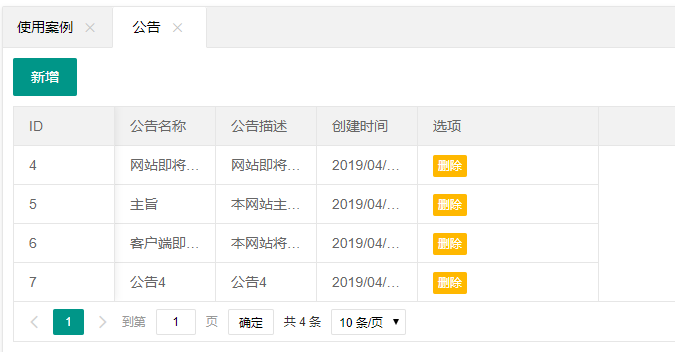 使用案例 公告
新增
ID 公告名称 公告描述 创建时间 选项
4 网站即将... 网站即将... 2019/04/... 删除
5 主旨 本网站主... 2019/04/... 删除
6 客户端即... 本网站将... 2019/04/... 删除
7 公告4 公告4 2019/04/... 删除
1 到第 1 页 确定 共 4 条 10 条/页